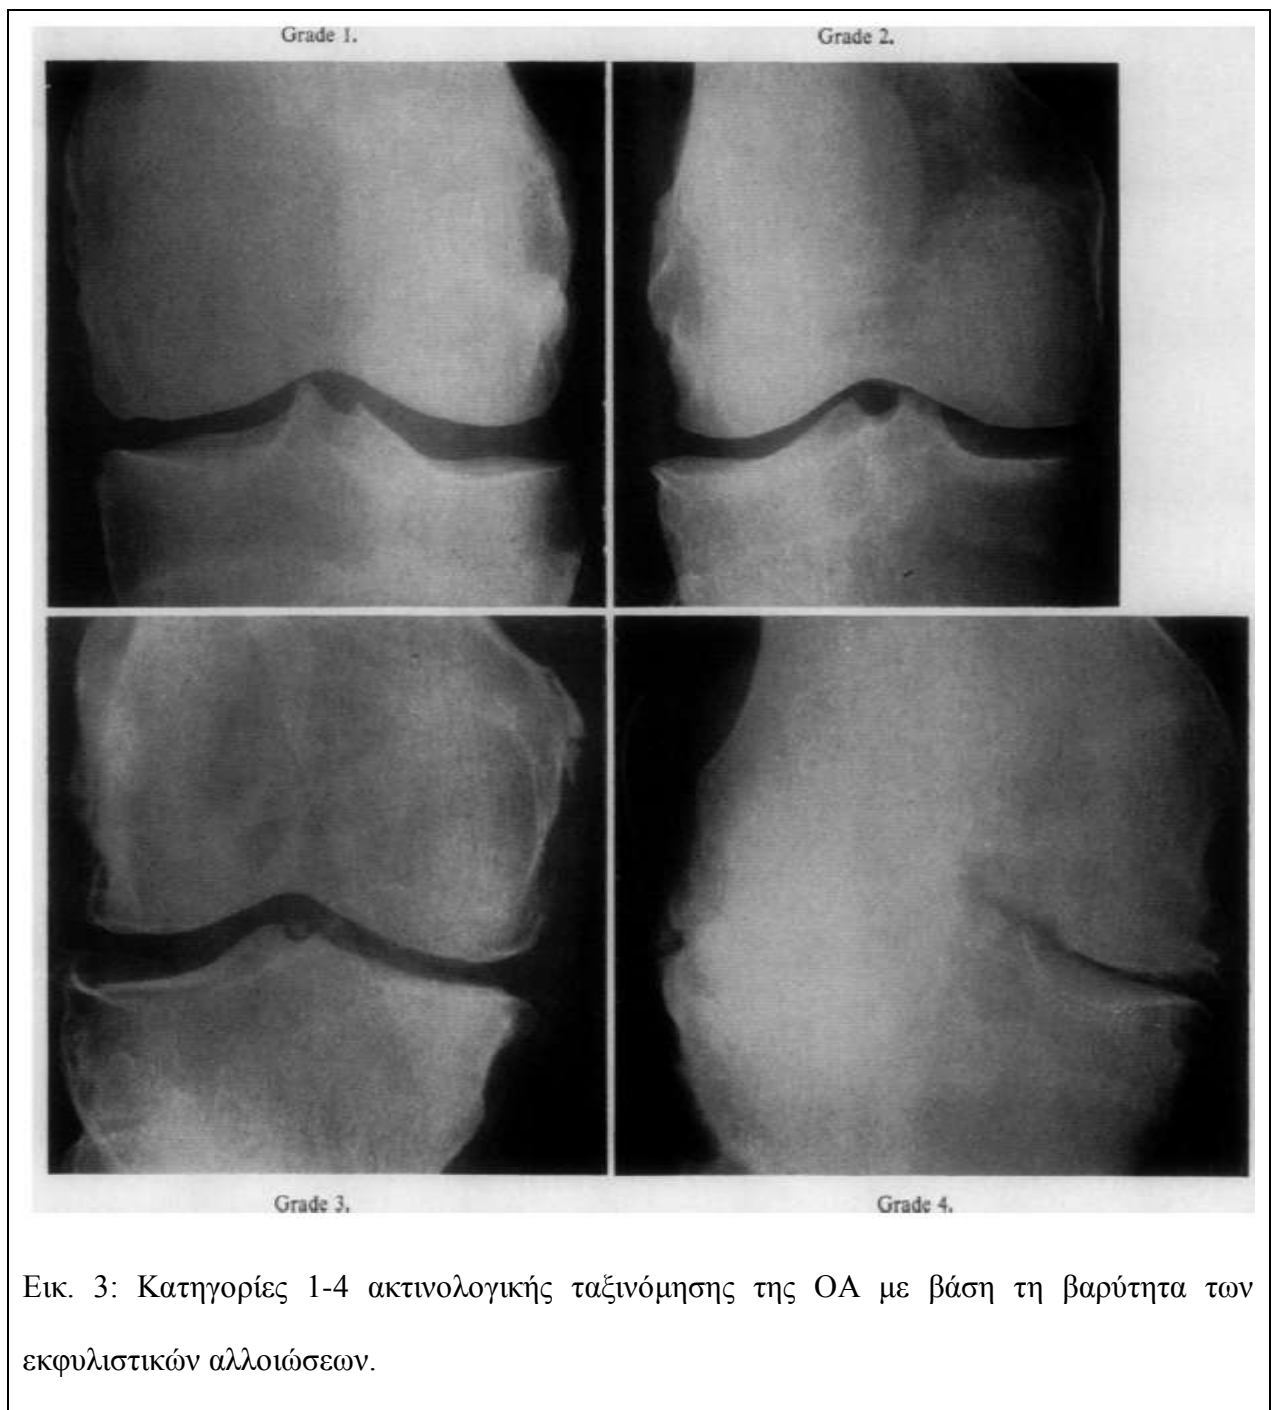 Grade 1.
Grade 2.
Grade 3.
Grade 4.
Εικ. 3: Κατηγορίες 1-4 ακτινολογικής ταξινόμησης της ΟΑ με βάση τη βαρύτητα των
εκφυλιστικών αλλοιώσεων.